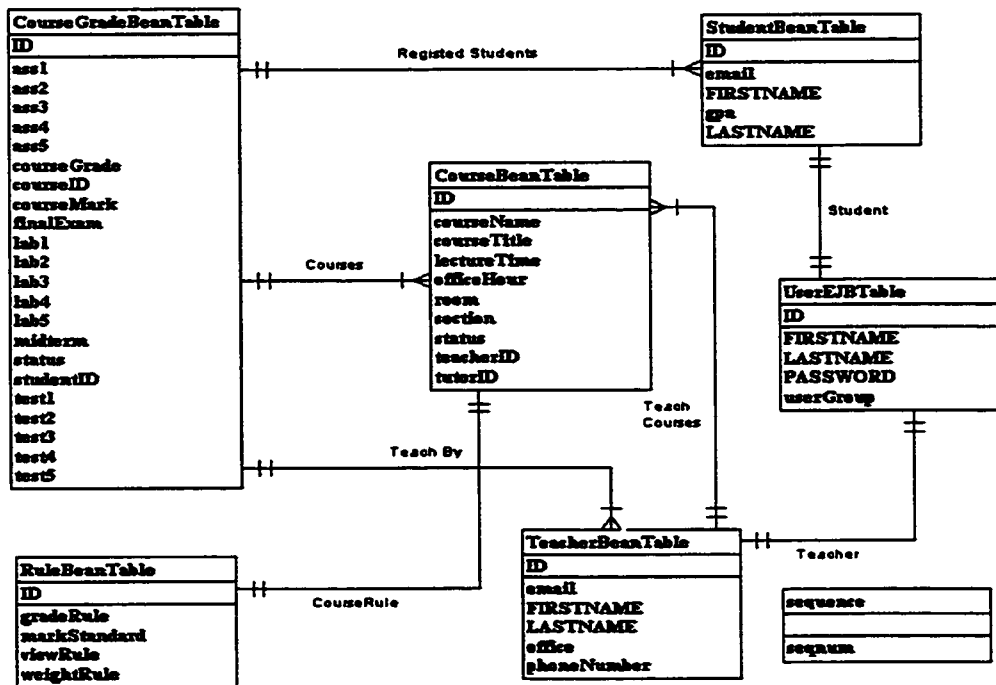 CourseGradeBeanTable
ID
ass1
ass2
ass3
ass4
ass5
courseGrade
courseID
courseMark
finalExam
lab1
lab2
lab3
lab4
lab5
midterm
status
studentID
test1
test2
test3
test4
test5
Registed Students
StudentBeanTable
ID
email
FIRSTNAME
gpa
LASTNAME
CourseBeanTable
ID
courseName
courseTitle
lectureTime
officeHour
room
section
status
teacherID
tutorID
Courses
Student
UserEJBTable
ID
FIRSTNAME
LASTNAME
PASSWORD
userGroup
Teach
Courses
Teach By
RuleBeanTable
ID
gradeRule
markStandard
viewRule
weightRule
CourseRule
TeacherBeanTable
ID
email
FIRSTNAME
LASTNAME
office
phoneNumber
Teacher
sequence
seqnum